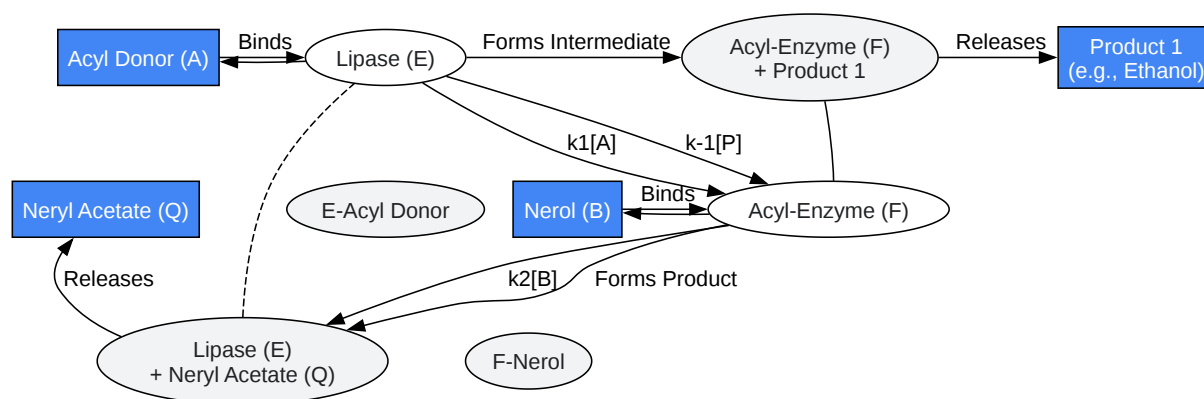 Acyl Donor (A)
Binds
Lipase (E)
Forms Intermediate
Acyl-Enzyme (F)
+ Product 1
Releases
Product 1
(e.g., Ethanol)
k1[A]
k-1[P]
Neryl Acetate (Q)
E-Acyl Donor
Nerol (B)
Binds
Acyl-Enzyme (F)
Releases
k2[B]
Forms Product
Lipase (E)
+ Neryl Acetate (Q)
F-Nerol